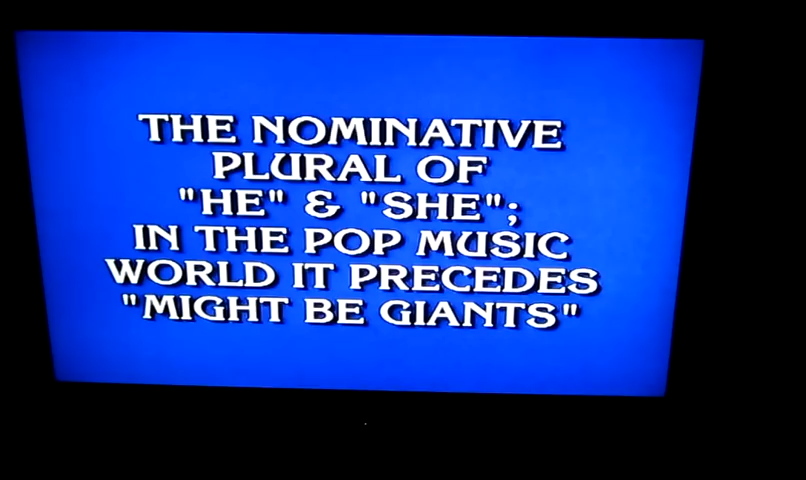 THE NOMINATIVE
PLURAL OF
"HE" & "SHE";
IN THE POP MUSIC
WORLD IT PRECEDES
"MIGHT BE GIANTS"